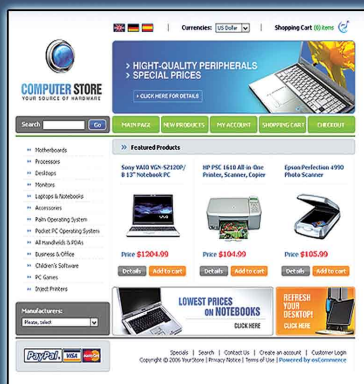 Currencies: US Dollar
Shopping Cart (0) items
COMPUTER STORE
YOUR SOURCE OF HARDWARE
HIGHT-QUALITY PERIPHERALS
SPECIAL PRICES
CLICK HERE FOR DETAILS
Search Go
MAIN PAGE NEW PRODUCTS MY ACCOUNT SHOPPING CART CHECKOUT
Motherboards
Processors
Desktops
Monitors
Laptops & Notebooks
Accessories
Palm Operating System
Pocket PC Operating System
All Handhelds & PDAs
Business & Office
Children's Software
PC Games
Inkject Printers
Manufacturers:
Please, select
Featured Products
Sony VAIO VGN-SZ120P/
B 13" Notebook PC
Price $1204.99
Details Add to cart
HP PSC 1610 All-in-One
Printer, Scanner, Copier
Price $104.99
Details Add to cart
Epson Perfection 4990
Photo Scanner
Price $105.99
Details Add to cart
LOWEST PRICES
ON NOTEBOOKS
CLICK HERE
REFRESH
YOUR
DESKTOP!
CLICK HERE
PayPal VISA
Specials | Search | Contact Us | Create an account | Customer Login
Copyright © 2006 YourStore | Privacy Notice | Terms of Use | Powered by osCommerce